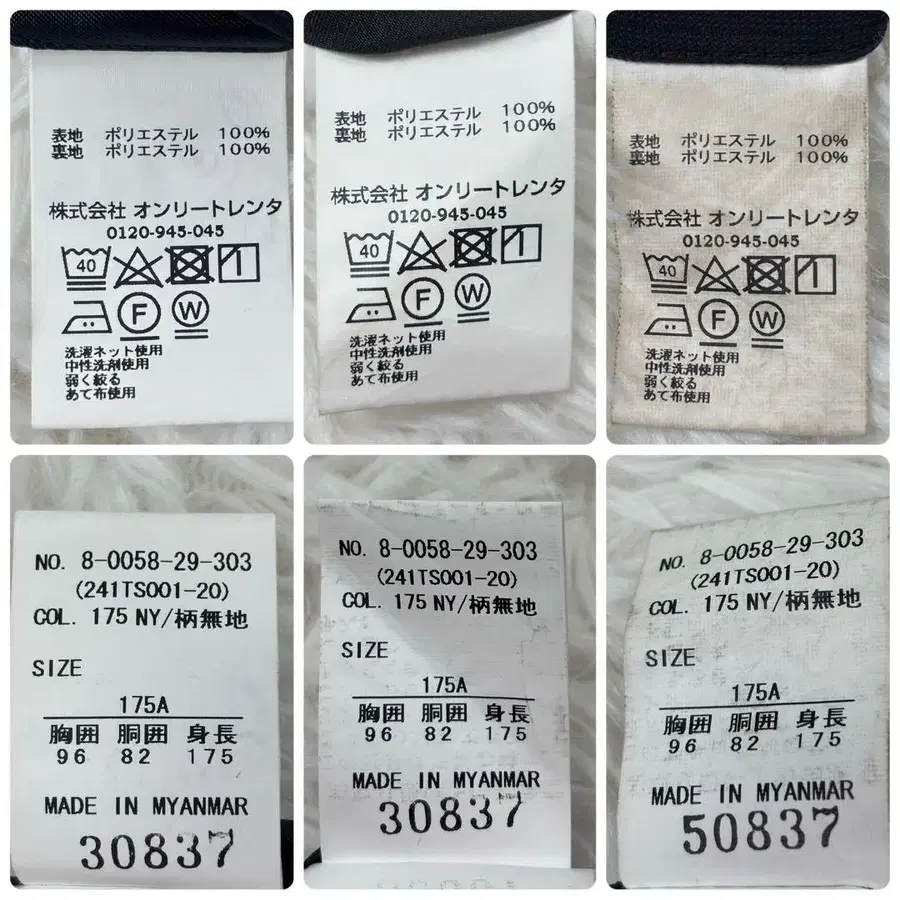 表地 ポリエステル 100%
裏地 ポリエステル 100%
株式会社 オンリートレンタ
0120-945-045
40
F W
洗濯ネット使用
中性洗剤使用
弱く絞る
あて布使用
表地 ポリエステル 100%
裏地 ポリエステル 100%
株式会社 オンリートレンタ
0120-945-045
40
F W
洗濯ネット使用
中性洗剤使用
弱く絞る
あて布使用
表地 ポリエステル 100%
裏地 ポリエステル 100%
株式会社 オンリートレンタ
0120-945-045
40
F W
洗濯ネット使用
中性洗剤使用
弱く絞る
あて布使用
NO. 8-0058-29-303
(241TS001-20)
COL. 175 NY/柄無地
SIZE
175A
胸囲 胴囲 身長
96 82 175
MADE IN MYANMAR
30837
NO. 8-0058-29-303
(241TS001-20)
COL. 175 NY/柄無地
SIZE
175A
胸囲 胴囲 身長
96 82 175
MADE IN MYANMAR
30837
NO. 8-0058-29-303
(241TS001-20)
COL. 175 NY/柄無地
SIZE
175A
胸囲 胴囲 身長
96 82 175
MADE IN MYANMAR
50837